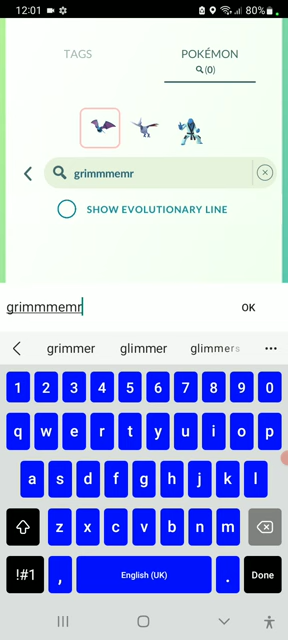 12:01
80%
TAGS
POKÉMON
(0)
grimmmemr
SHOW EVOLUTIONARY LINE
grimmmemr
OK
grimmer glimmer glimmers
1 2 3 4 5 6 7 8 9 0
q w e r t y u i o p
a s d f g h j k l
z x c v b n m
!#1 , English (UK) . Done